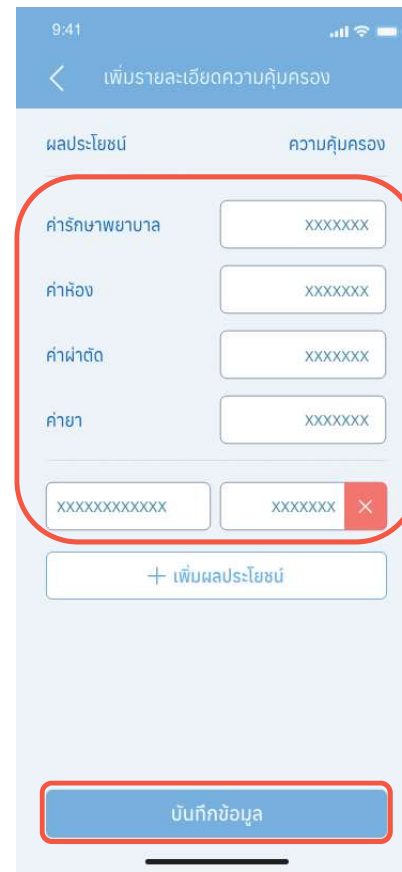 9:41
เพิ่มรายละเอียดความคุ้มครอง
ผลประโยชน์ ความคุ้มครอง
ค่ารักษาพยาบาล XXXXXXX
ค่าห้อง XXXXXXX
ค่าผ่าตัด XXXXXXX
ค่ายา XXXXXXX
XXXXXXXXXXXX XXXXXXX ×
+ เพิ่มผลประโยชน์
บันทึกข้อมูล